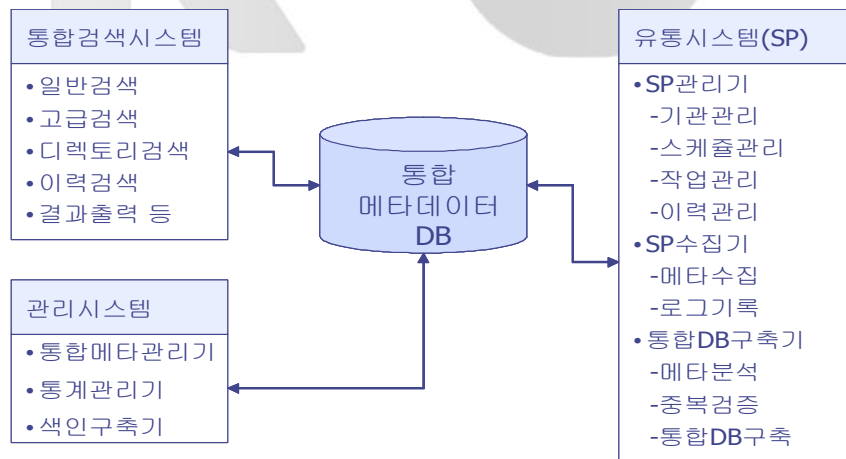 통합검색시스템
•일반검색
•고급검색
•디렉토리검색
•이력검색
•결과출력 등
관리시스템
•통합메타관리기
•통계관리기
•색인구축기
통합
메타데이터
DB
유통시스템(SP)
•SP관리기
-기관관리
-스케쥴관리
-작업관리
-이력관리
•SP수집기
-메타수집
-로그기록
•통합DB구축기
-메타분석
-중복검증
-통합DB구축